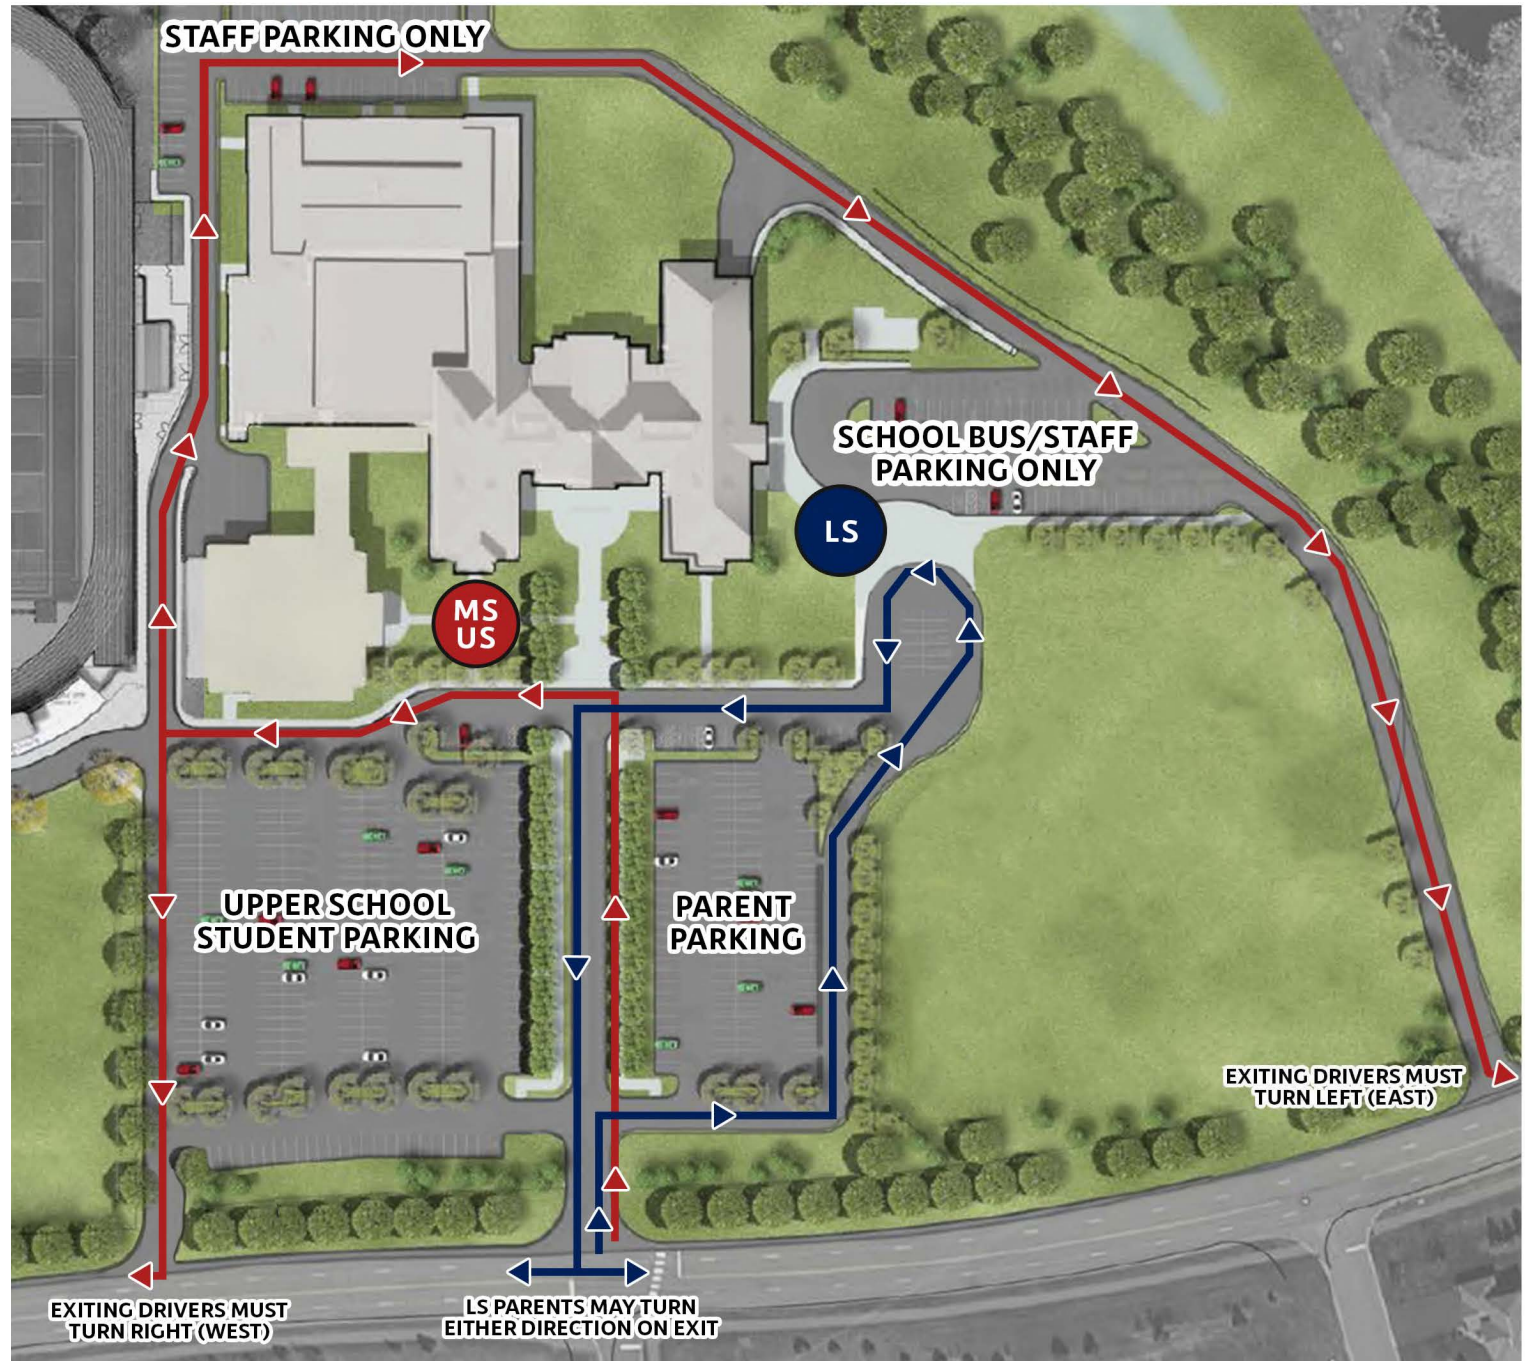 STAFF PARKING ONLY
SCHOOL BUS/STAFF
PARKING ONLY
LS
MS
US
UPPER SCHOOL
STUDENT PARKING
PARENT
PARKING
EXITING DRIVERS MUST
TURN LEFT (EAST)
EXITING DRIVERS MUST
TURN RIGHT (WEST)
LS PARENTS MAY TURN
EITHER DIRECTION ON EXIT